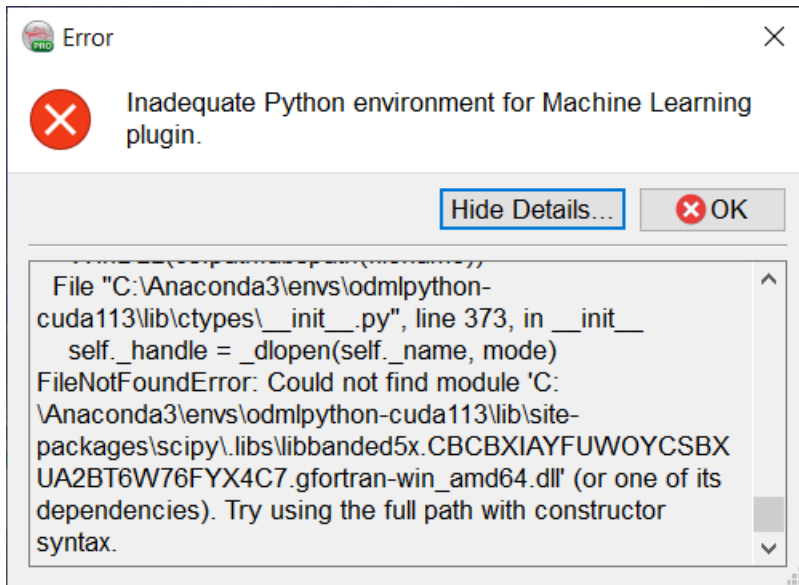 Error
Inadequate Python environment for Machine Learning
plugin.
Hide Details...
OK
File "C:\Anaconda3\envs\odmlpython-
cuda113\lib\ctypes\__init__.py", line 373, in __init__
self._handle = _dlopen(self._name, mode)
FileNotFoundError: Could not find module 'C:
\Anaconda3\envs\odmlpython-cuda113\lib\site-
packages\scipy\.libs\libbanded5x.CBCBXIAYFUWOYCSBX
UA2BT6W76FYX4C7.gfortran-win_amd64.dll' (or one of its
dependencies). Try using the full path with constructor
syntax.